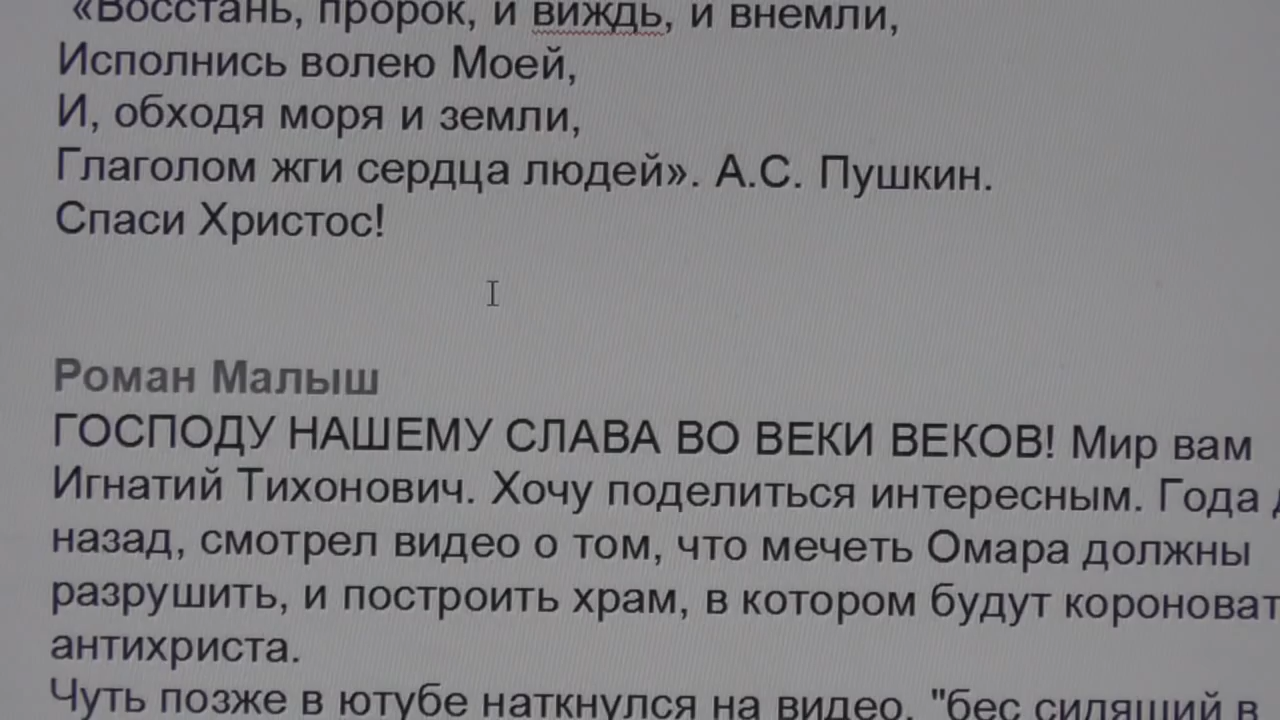 «Восстань, пророк, и виждь, и внемли,
Исполнись волею Моей,
И, обходя моря и земли,
Глаголом жги сердца людей». А.С. Пушкин.
Спаси Христос!
Роман Малыш
ГОСПОДУ НАШЕМУ СЛАВА ВО ВЕКИ ВЕКОВ! Мир вам
Игнатий Тихонович. Хочу поделиться интересным. Года
назад, смотрел видео о том, что мечеть Омара должны
разрушить, и построить храм, в котором будут короноват
антихриста.
Чуть позже в ютубе наткнулся на видео, "бес сидящий в